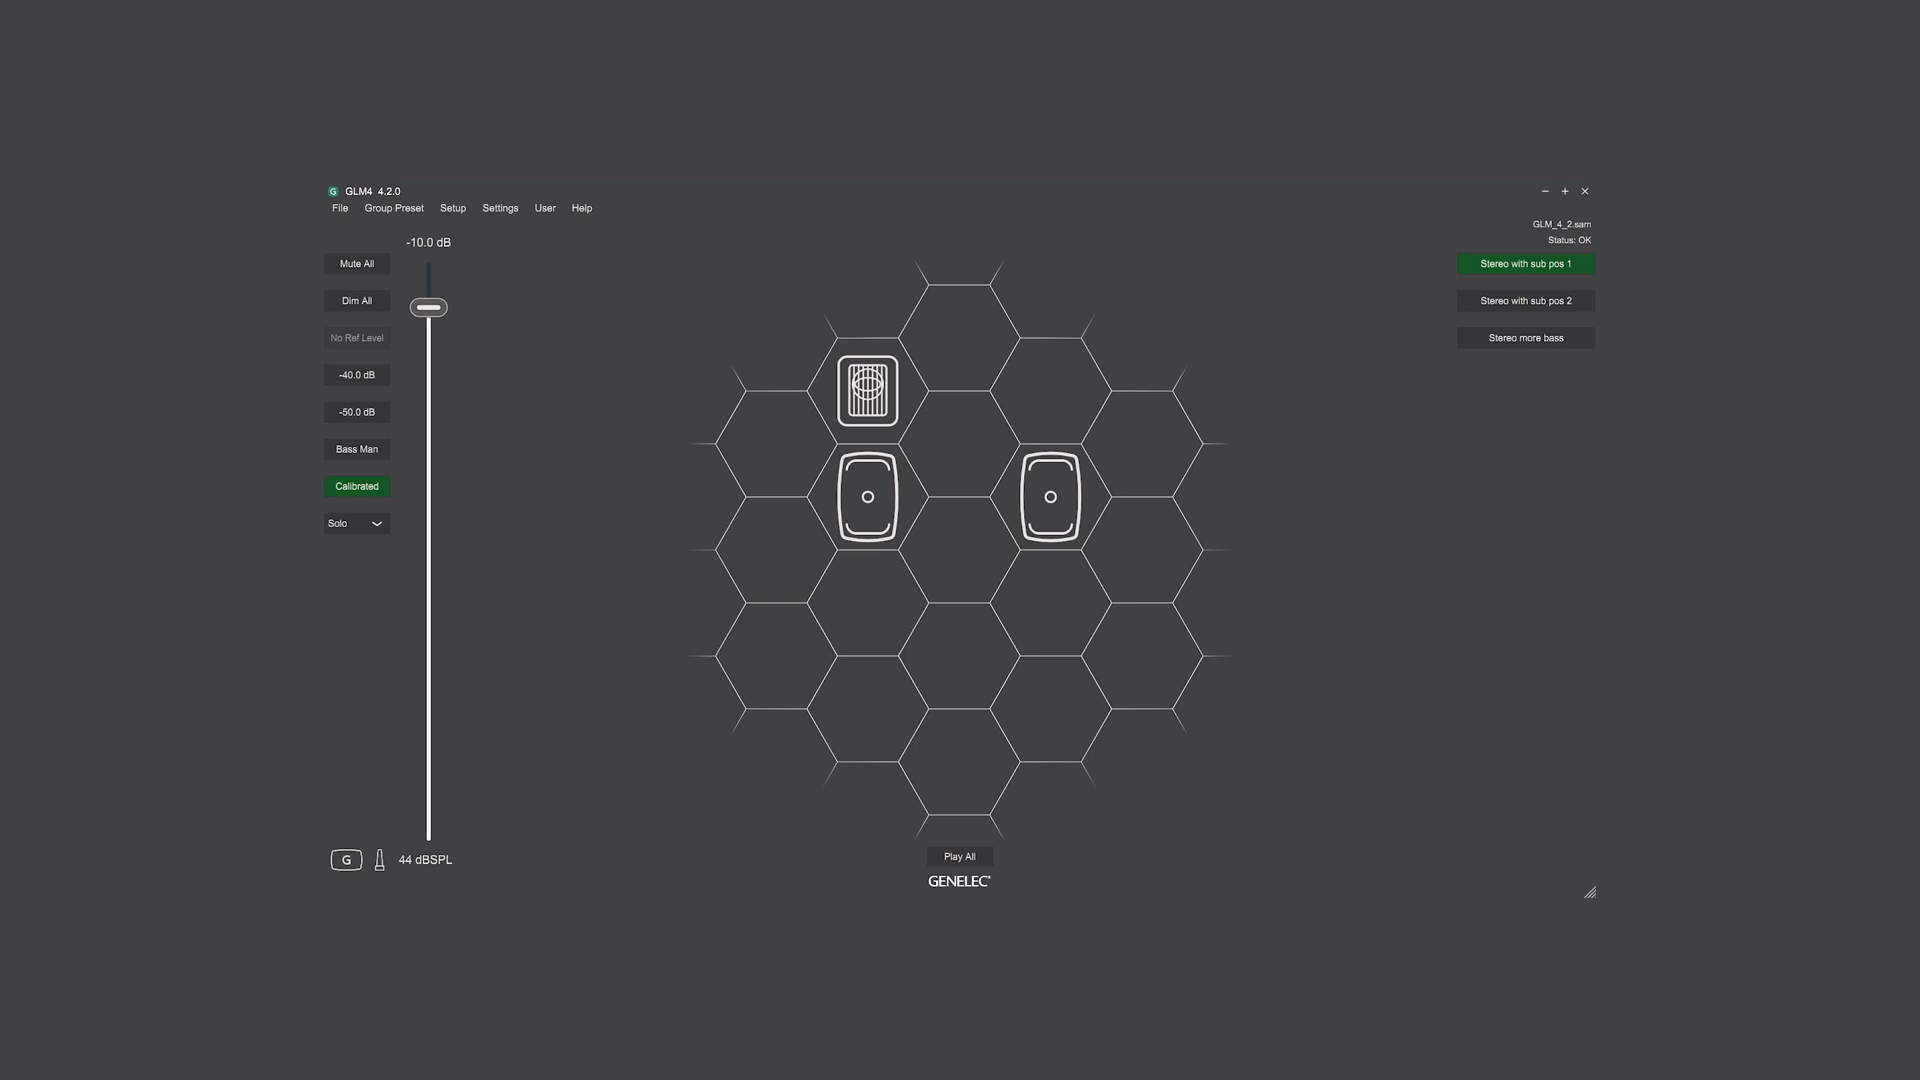 G GLM4 4.2.0
File Group Preset Setup Settings User Help
GLM_4_2.sam
Status: OK
-10.0 dB
Mute All
Dim All
No Ref Level
-40.0 dB
-50.0 dB
Bass Man
Calibrated
Solo
Stereo with sub pos 1
Stereo with sub pos 2
Stereo more bass
G 44 dBSPL
Play All
GENELEC®